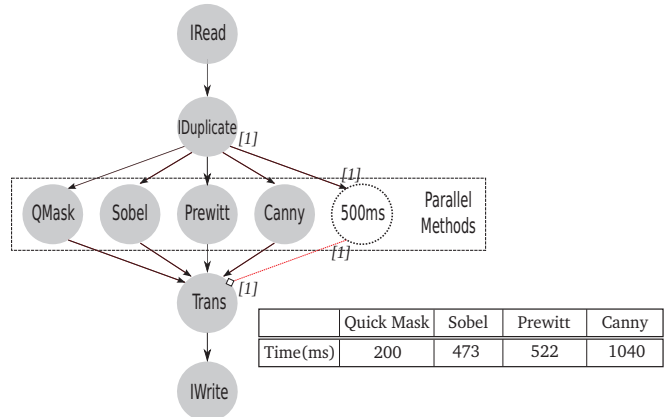 IRead
IDuplicate
[1]
[1]
QMask Sobel Prewitt Canny 500ms Parallel
Methods
[1]
Trans [1]
Quick Mask Sobel Prewitt Canny
Time(ms) 200 473 522 1040
IWrite